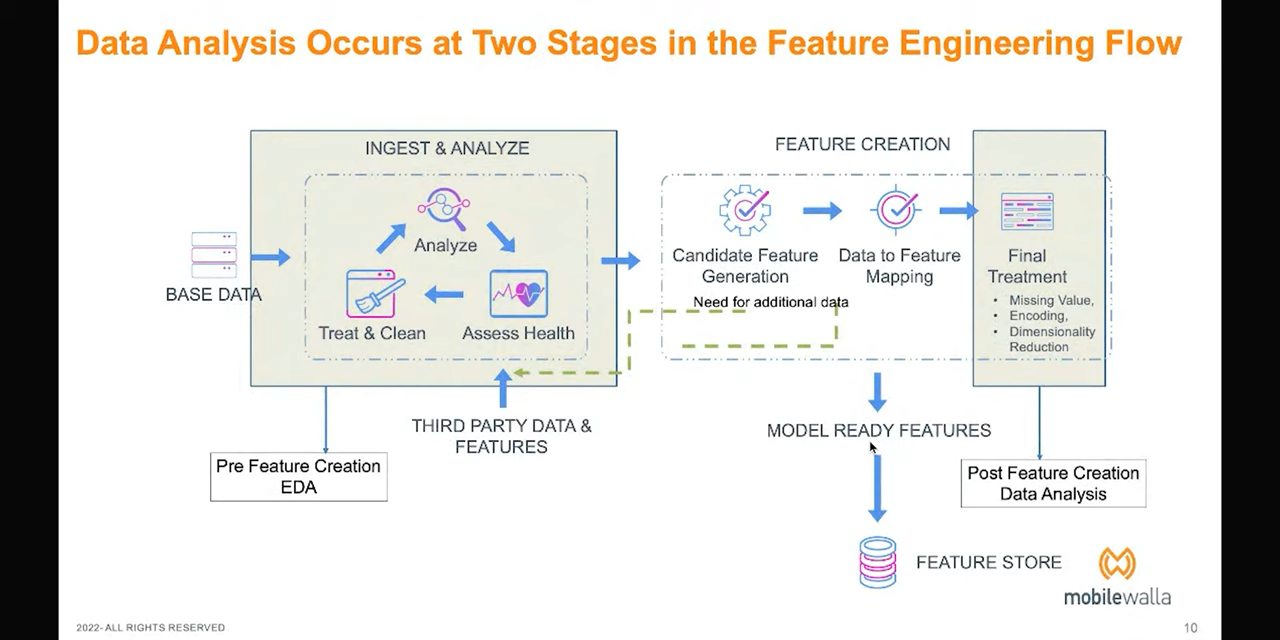 Data Analysis Occurs at Two Stages in the Feature Engineering Flow
INGEST & ANALYZE
Analyze
Treat & Clean
Assess Health
BASE DATA
THIRD PARTY DATA &
FEATURES
Pre Feature Creation
EDA
FEATURE CREATION
Candidate Feature
Generation
Data to Feature
Mapping
Need for additional data
Final
Treatment
• Missing Value,
• Encoding,
• Dimensionality
Reduction
MODEL READY FEATURES
Post Feature Creation
Data Analysis
FEATURE STORE
mobilewalla
2022- ALL RIGHTS RESERVED
10